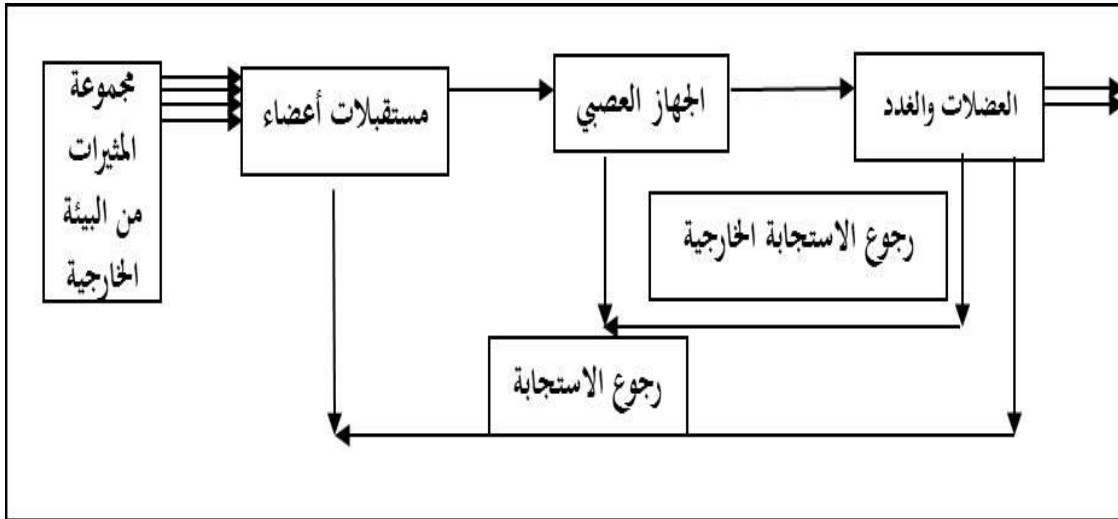 مجموعة
المثيرات
من البيئة
الخارجية
مستقبلات أعضاء
الجهاز العصبي
العضلات والغدد
رجوع الاستجابة الخارجية
رجوع الاستجابة